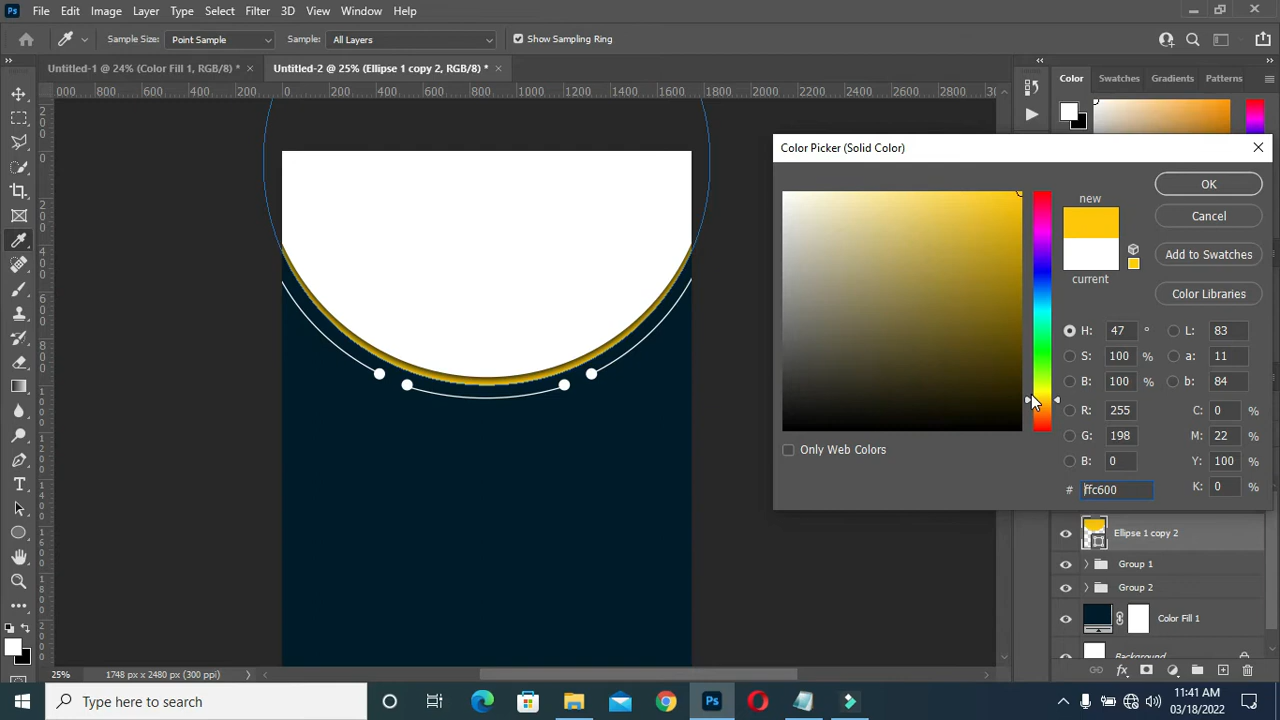 Ps File Edit Image Layer Type Select Filter 3D View Window Help
Sample Size: Point Sample Sample: All Layers Show Sampling Ring
Untitled-1 @ 24% (Color Fill 1, RGB/8) * × Untitled-2 @ 25% (Ellipse 1 copy 2, RGB/8) * ×
Color Swatches Gradients Patterns
000 800 600 400 200 0 200 400 600 800 1000 1200 1400 1600 1800 2000 2200 2400 2600 2800
Color Picker (Solid Color)
new
current
OK
Cancel
Add to Swatches
Color Libraries
H: 47 ° L: 83
S: 100 % a: 11
B: 100 % b: 84
R: 255 C: 0 %
G: 198 M: 22 %
B: 0 Y: 100 %
# ffc600 K: 0 %
Only Web Colors
Ellipse 1 copy 2
Group 1
Group 2
Color Fill 1
Background
25% 1748 px x 2480 px (300 ppi)
Type here to search
Ps
11:41 AM
03/18/2022